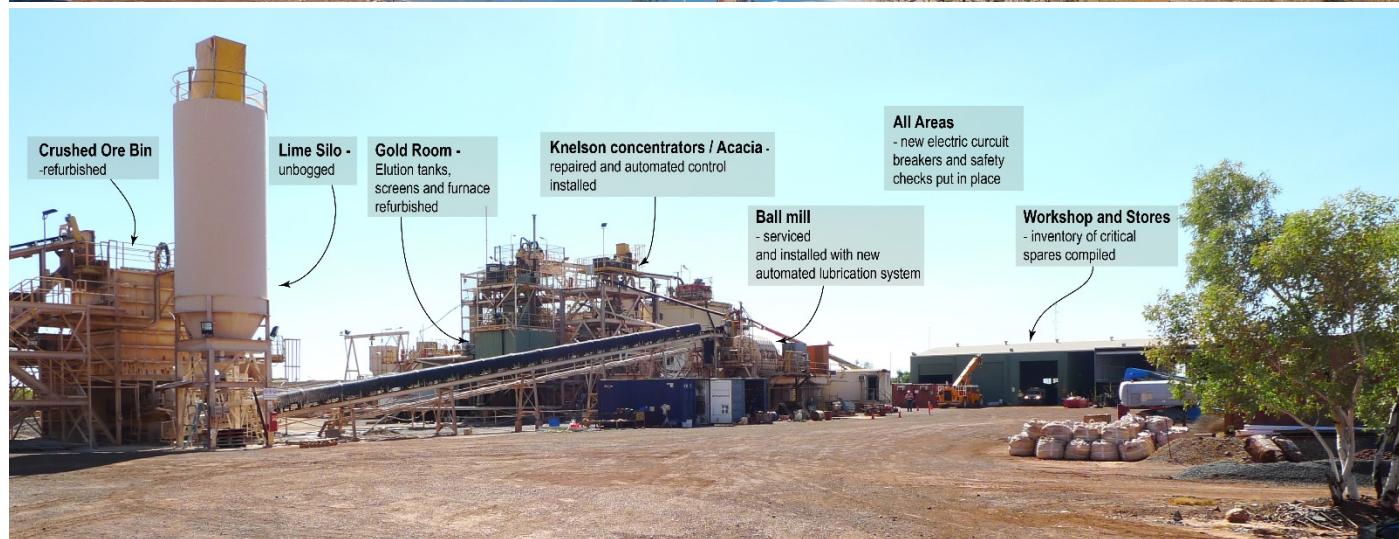 Crushed Ore Bin
-refurbished
Lime Silo -
unbogged
Gold Room -
Elution tanks,
screens and furnace
refurbished
Knelson concentrators / Acacia -
repaired and automated control
installed
Ball mill
- serviced
and installed with new
automated lubrication system
All Areas
- new electric curcuit
breakers and safety
checks put in place
Workshop and Stores
- inventory of critical
spares compiled